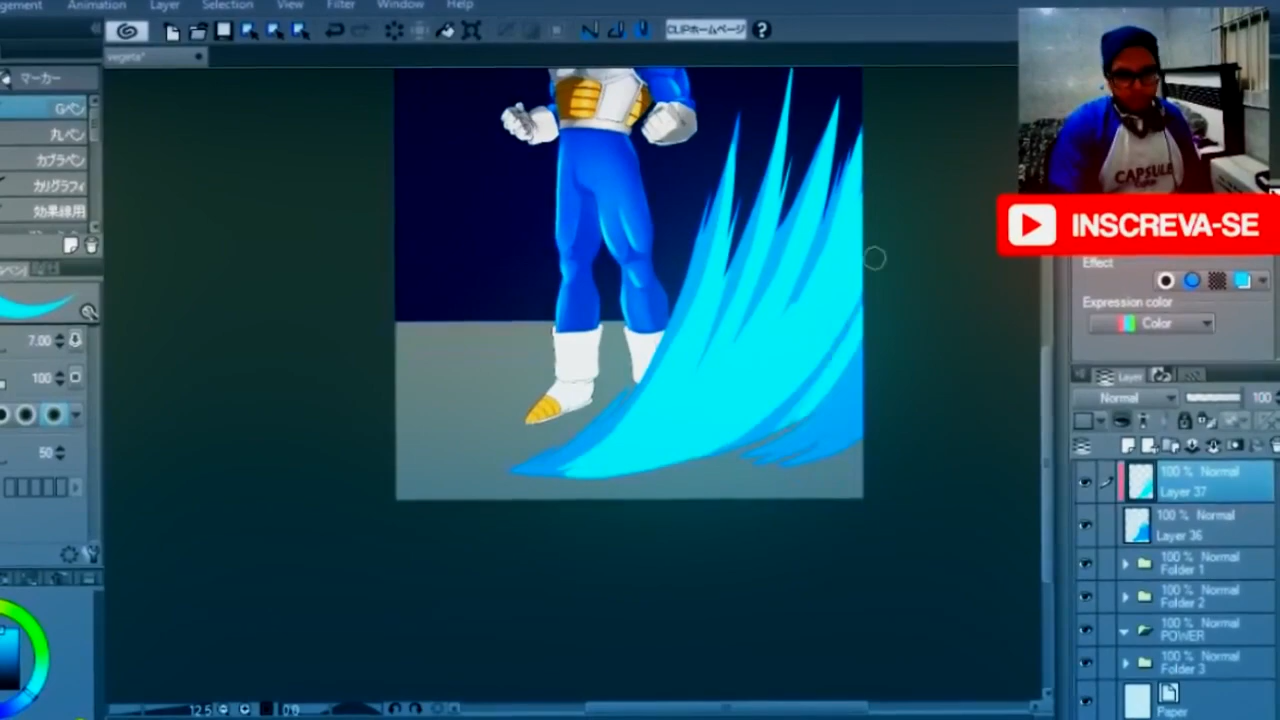 Animation Layer Selection View Filter Window Help
CLIPホームページ
vegeta*
マーカー
Gペン
丸ペン
カブラペン
カリグラフィ
効果線用
7.00
100
50
12.5
0.0
CAPSULE
INSCREVA-SE
Effect
Expression color
Color
Layer
Normal 100
100 % Normal
Layer 37
100 % Normal
Layer 36
100 % Normal
Folder 1
100 % Normal
Folder 2
100 % Normal
POWER
100 % Normal
Folder 3
Paper